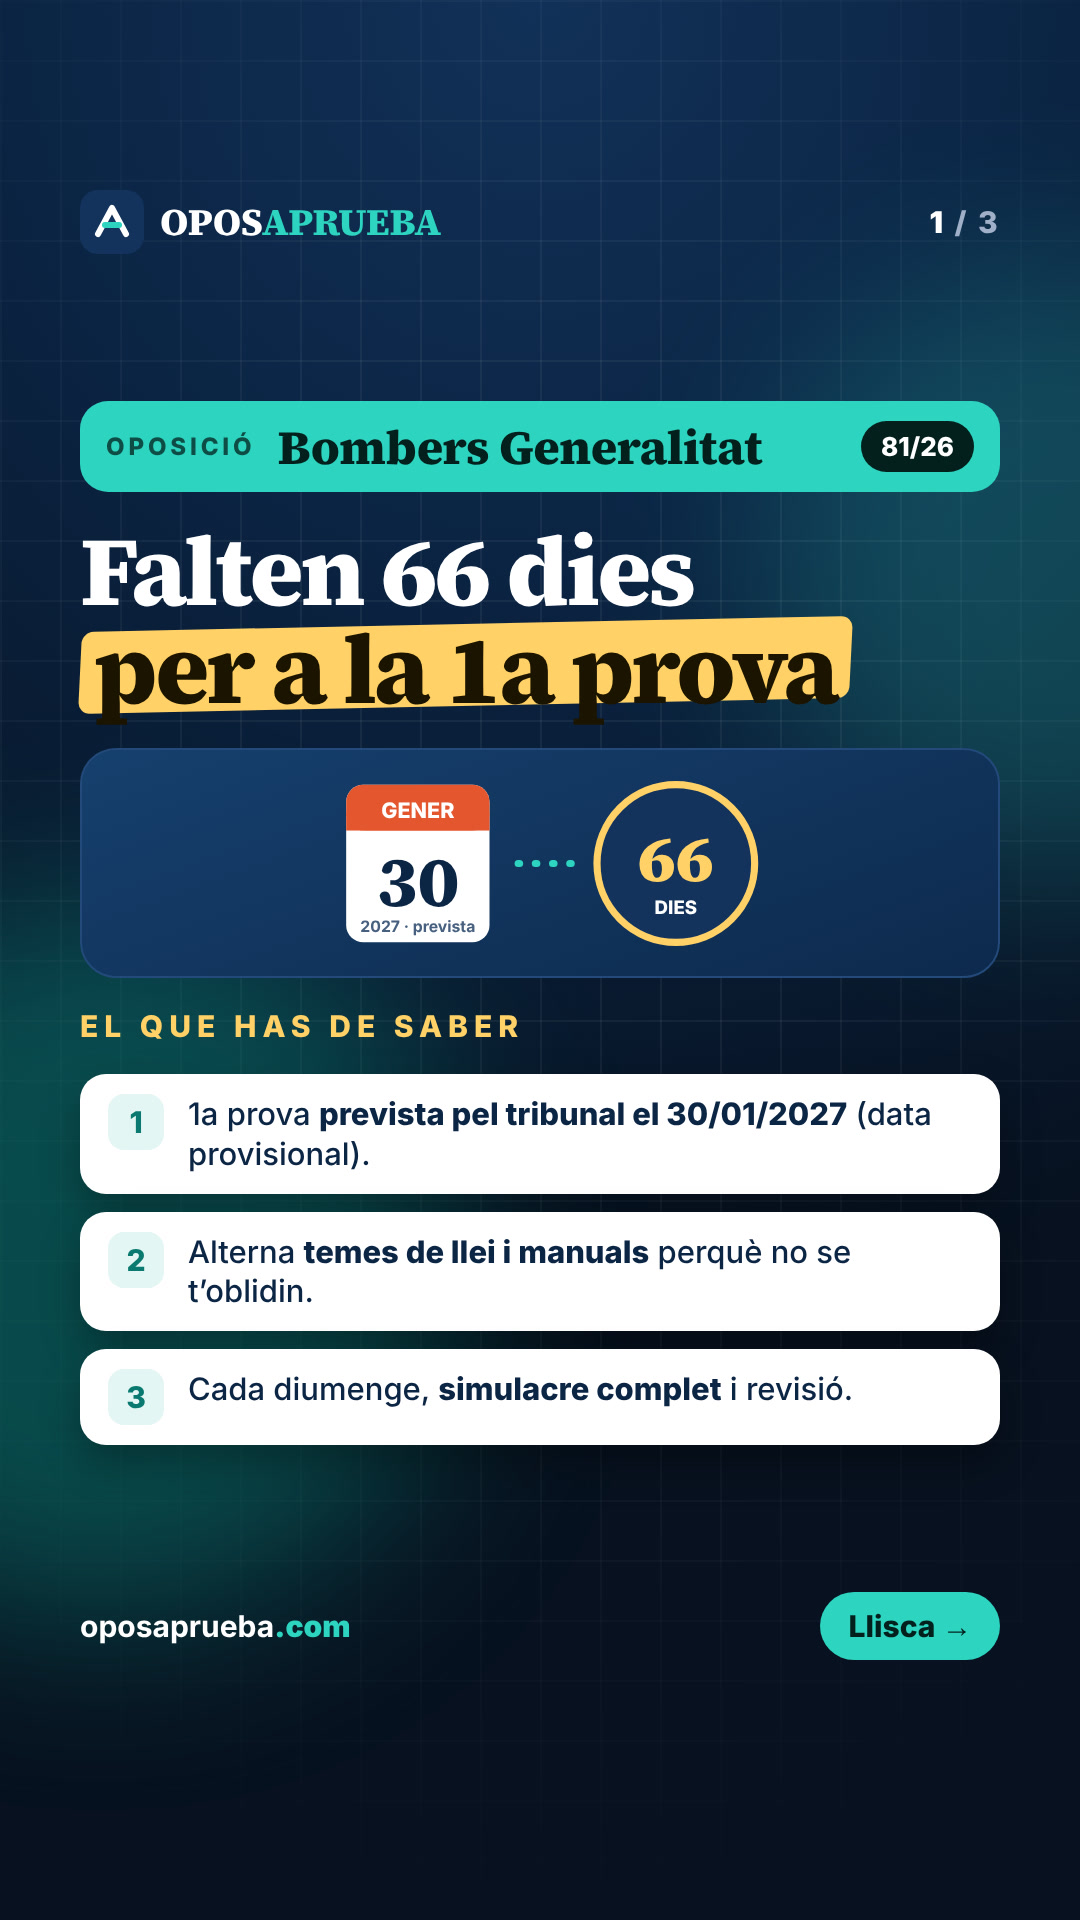 OPOSAPRUEBA
1 / 3
OPOSICIÓ Bombers Generalitat 81/26
Falten 66 dies
per a la 1a prova
GENER
30
2027 · prevista
66
DIES
EL QUE HAS DE SABER
1
1a prova prevista pel tribunal el 30/01/2027 (data
provisional).
2
Alterna temes de llei i manuals perquè no se
t’oblidin.
3
Cada diumenge, simulacre complet i revisió.
oposaprueba.com
Llisca →